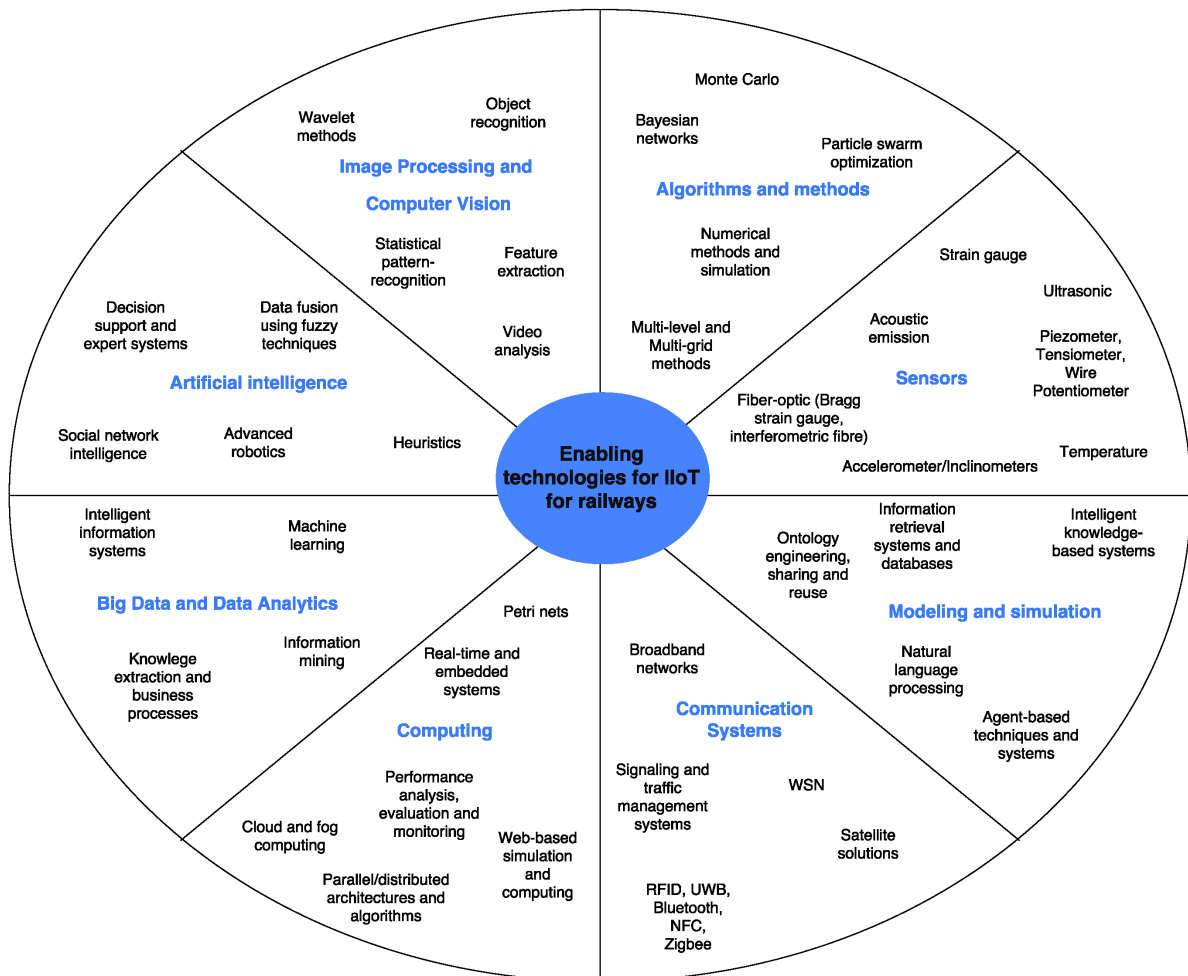 Monte Carlo
Bayesian
networks
Particle swarm
optimization
Algorithms and methods
Numerical
methods and
simulation
Multi-level and
Multi-grid
methods
Strain gauge
Ultrasonic
Acoustic
emission
Piezometer,
Tensiometer,
Wire
Potentiometer
Sensors
Fiber-optic (Bragg
strain gauge,
interferometric fibre)
Temperature
Accelerometer/Inclinometers
Information
retrieval
systems and
databases
Intelligent
knowledge-
based systems
Ontology
engineering,
sharing and
reuse
Modeling and simulation
Natural
language
processing
Agent-based
techniques and
systems
Broadband
networks
Communication
Systems
Signaling and
traffic
management
systems
WSN
Satellite
solutions
RFID, UWB,
Bluetooth,
NFC,
Zigbee
Petri nets
Real-time and
embedded
systems
Computing
Performance
analysis,
evaluation and
monitoring
Cloud and fog
computing
Web-based
simulation
and
computing
Parallel/distributed
architectures and
algorithms
Intelligent
information
systems
Machine
learning
Big Data and Data Analytics
Information
mining
Knowlege
extraction and
business
processes
Decision
support and
expert systems
Data fusion
using fuzzy
techniques
Artificial intelligence
Social network
intelligence
Advanced
robotics
Heuristics
Wavelet
methods
Object
recognition
Image Processing and
Computer Vision
Statistical
pattern-
recognition
Feature
extraction
Video
analysis
Enabling
technologies for IIoT
for railways